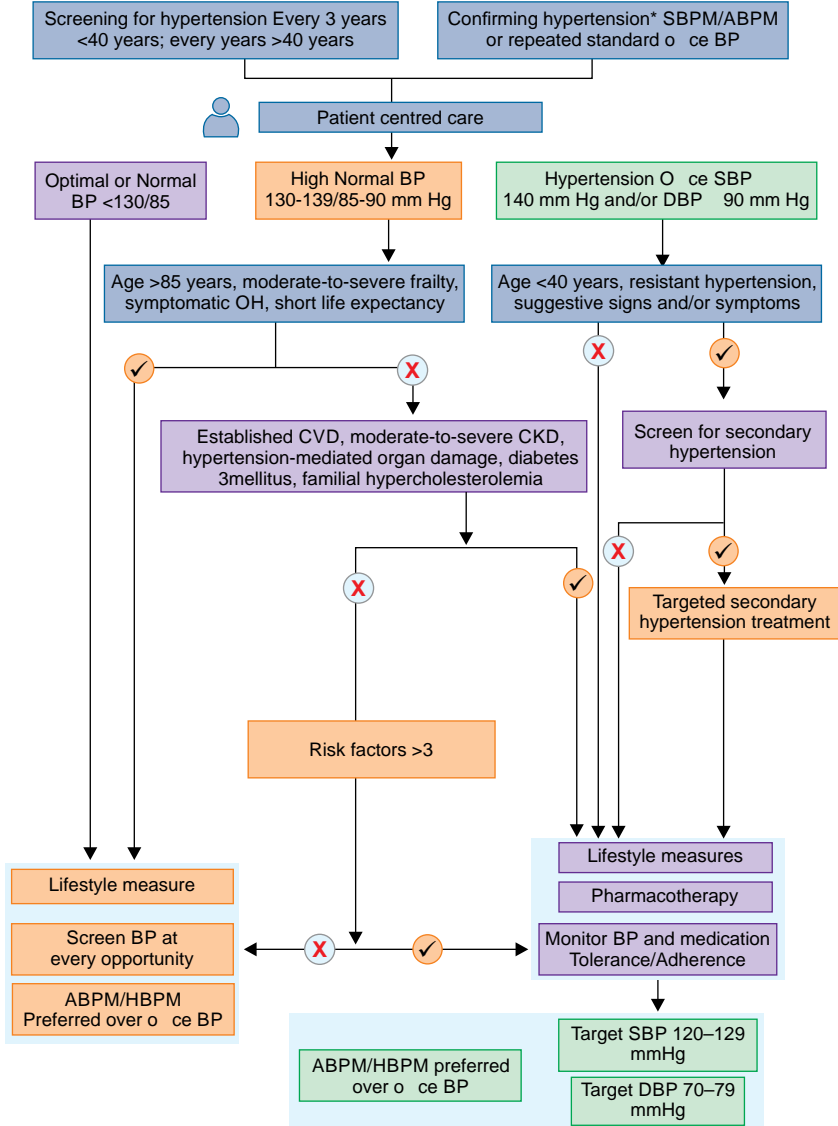 Screening for hypertension Every 3 years
<40 years; every years >40 years
Confirming hypertension* SBPM/ABPM
or repeated standard o ce BP
Patient centred care
Optimal or Normal
BP <130/85
High Normal BP
130-139/85-90 mm Hg
Hypertension O ce SBP
140 mm Hg and/or DBP 90 mm Hg
Age >85 years, moderate-to-severe frailty,
symptomatic OH, short life expectancy
Age <40 years, resistant hypertension,
suggestive signs and/or symptoms
X
✓
✓
X
Established CVD, moderate-to-severe CKD,
hypertension-mediated organ damage, diabetes
3mellitus, familial hypercholesterolemia
Screen for secondary
hypertension
X
✓
X
✓
Targeted secondary
hypertension treatment
Risk factors >3
Lifestyle measure
Screen BP at
every opportunity
ABPM/HBPM
Preferred over o ce BP
X
✓
Lifestyle measures
Pharmacotherapy
Monitor BP and medication
Tolerance/Adherence
ABPM/HBPM preferred
over o ce BP
Target SBP 120–129
mmHg
Target DBP 70–79
mmHg